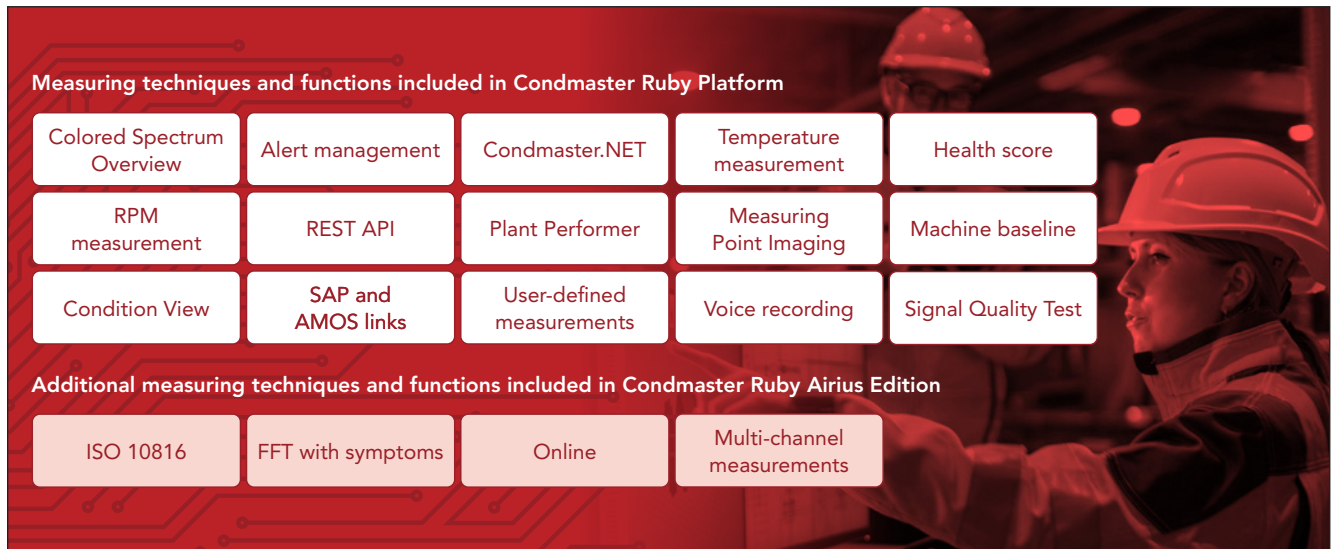 Measuring techniques and functions included in Condmaster Ruby Platform
Colored Spectrum
Overview
Alert management
Condmaster.NET
Temperature
measurement
Health score
RPM
measurement
REST API
Plant Performer
Measuring
Point Imaging
Machine baseline
Condition View
SAP and
AMOS links
User-defined
measurements
Voice recording
Signal Quality Test
Additional measuring techniques and functions included in Condmaster Ruby Airius Edition
ISO 10816
FFT with symptoms
Online
Multi-channel
measurements